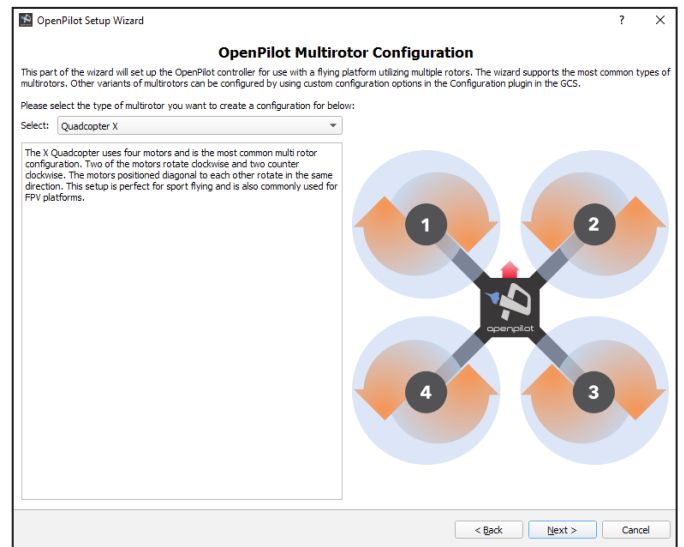 OpenPilot Setup Wizard
?
OpenPilot Multirotor Configuration
This part of the wizard will set up the OpenPilot controller for use with a flying platform utilizing multiple rotors. The wizard supports the most common types of
multirotors. Other variants of multirotors can be configured by using custom configuration options in the Configuration plugin in the GCS.
Please select the type of multirotor you want to create a configuration for below:
Select: Quadcopter X
The X Quadcopter uses four motors and is the most common multi rotor
configuration. Two of the motors rotate clockwise and two counter
clockwise. The motors positioned diagonal to each other rotate in the same
direction. This setup is perfect for sport flying and is also commonly used for
FPV platforms.
1 2
openpilot
4 3
< Back Next > Cancel